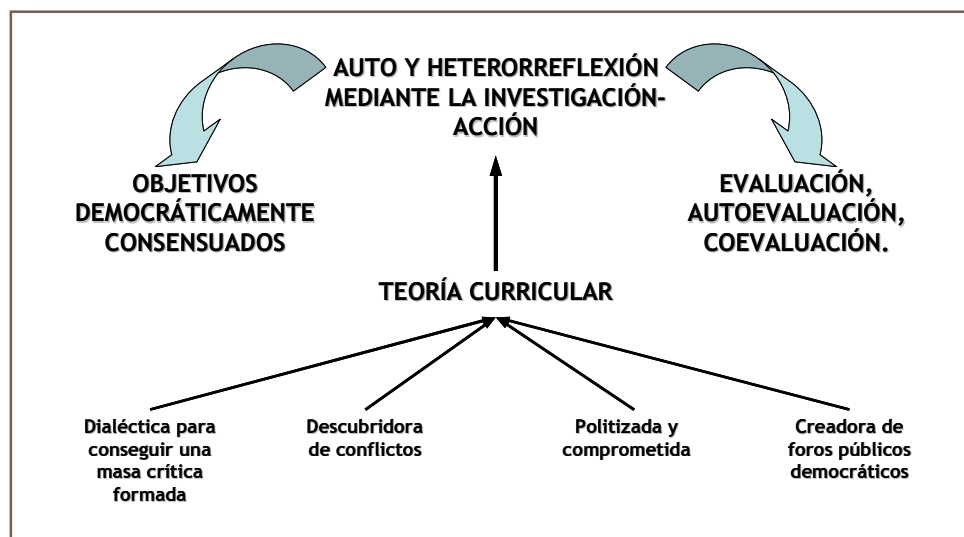 AUTO Y HETERORREFLEXIÓN
MEDIANTE LA INVESTIGACIÓN-
ACCIÓN
OBJETIVOS
DEMOCRÁTICAMENTE
CONSENSUADOS
EVALUACIÓN,
AUTOEVALUACIÓN,
COEVALUACIÓN.
TEORÍA CURRICULAR
Dialéctica para
conseguir una
masa crítica
formada
Descubridora
de conflictos
Politizada y
comprometida
Creadora de
foros públicos
democráticos